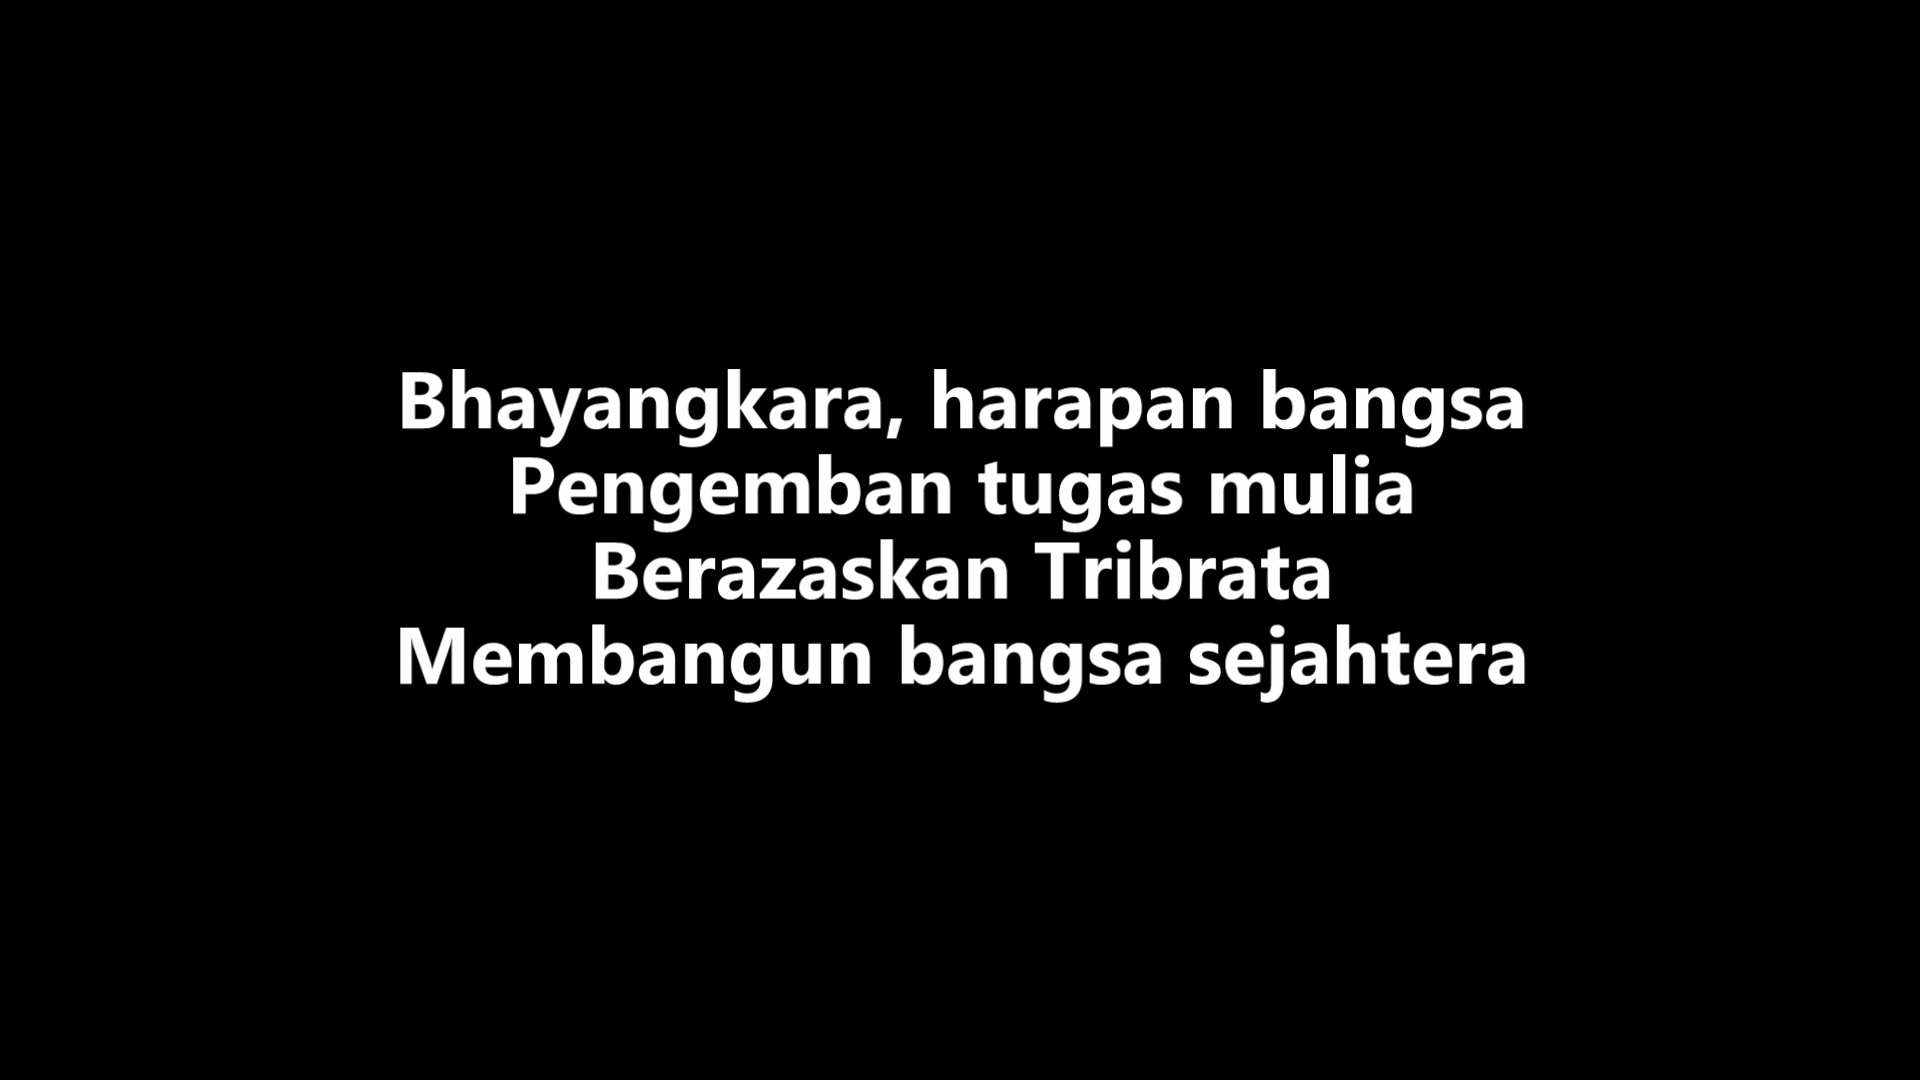 Bhayangkara, harapan bangsa
Pengemban tugas mulia
Berazaskan Tribrata
Membangun bangsa sejahtera